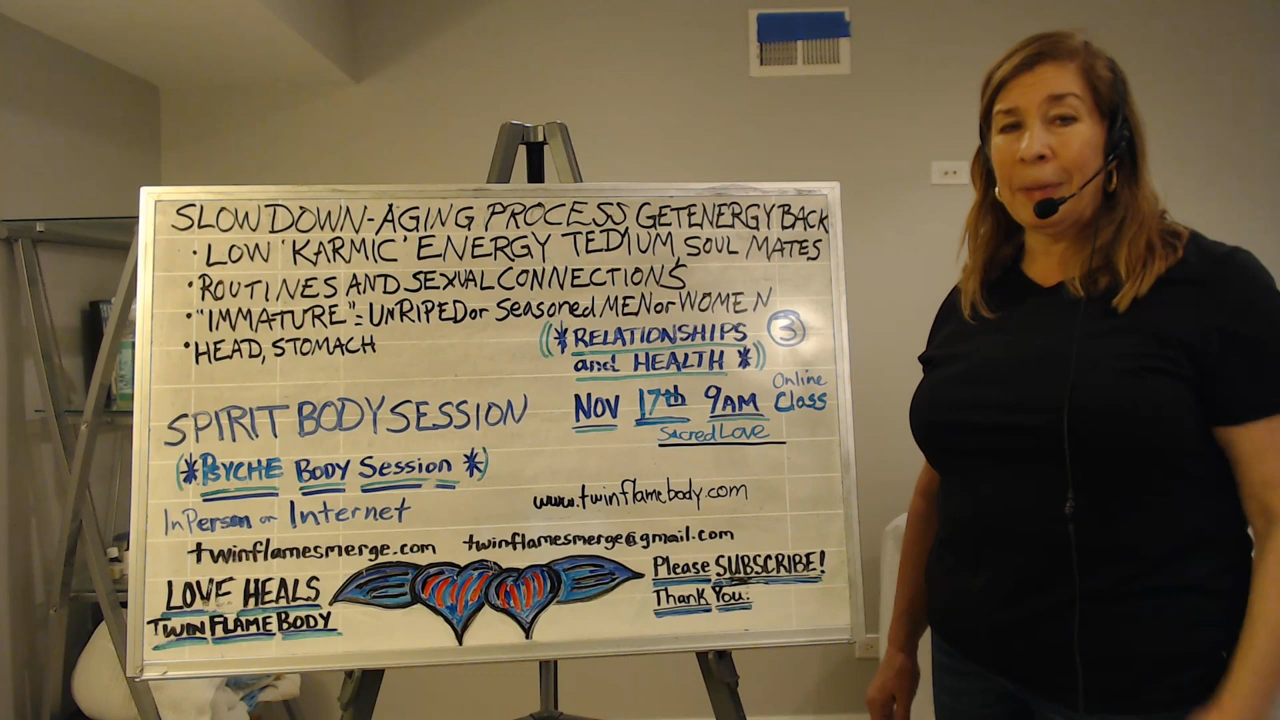 SLOWDOWN-AGING PROCESS GETENERGYBACK
• LOW 'KARMIC' ENERGY TEDIUM, SOUL MATES
• ROUTINES AND SEXUAL CONNECTIONS
• "IMMATURE" = UNRIPED or Seasoned MEN or WOMEN
• HEAD, STOMACH
((* RELATIONSHIPS
and HEALTH *))
3
Nov 17th 9AM
Online
Class
Sacred Love
SPIRIT BODY SESSION
(* PSYCHE BODY Session *)
InPerson or Internet
www.twinflamebody.com
twinflamesmerge.com
twinflamesmerge@gmail.com
LOVE HEALS
TWIN FLAME BODY
Please SUBSCRIBE!
Thank You.